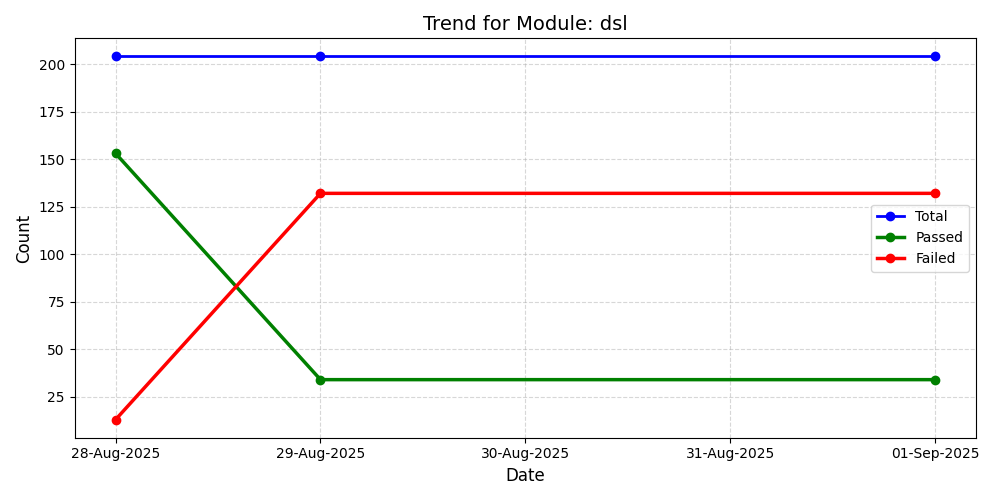 Trend for Module: dsl
200
175
150
125
100
75
50
25
Count
Total
Passed
Failed
28-Aug-2025 29-Aug-2025 30-Aug-2025 31-Aug-2025 01-Sep-2025
Date